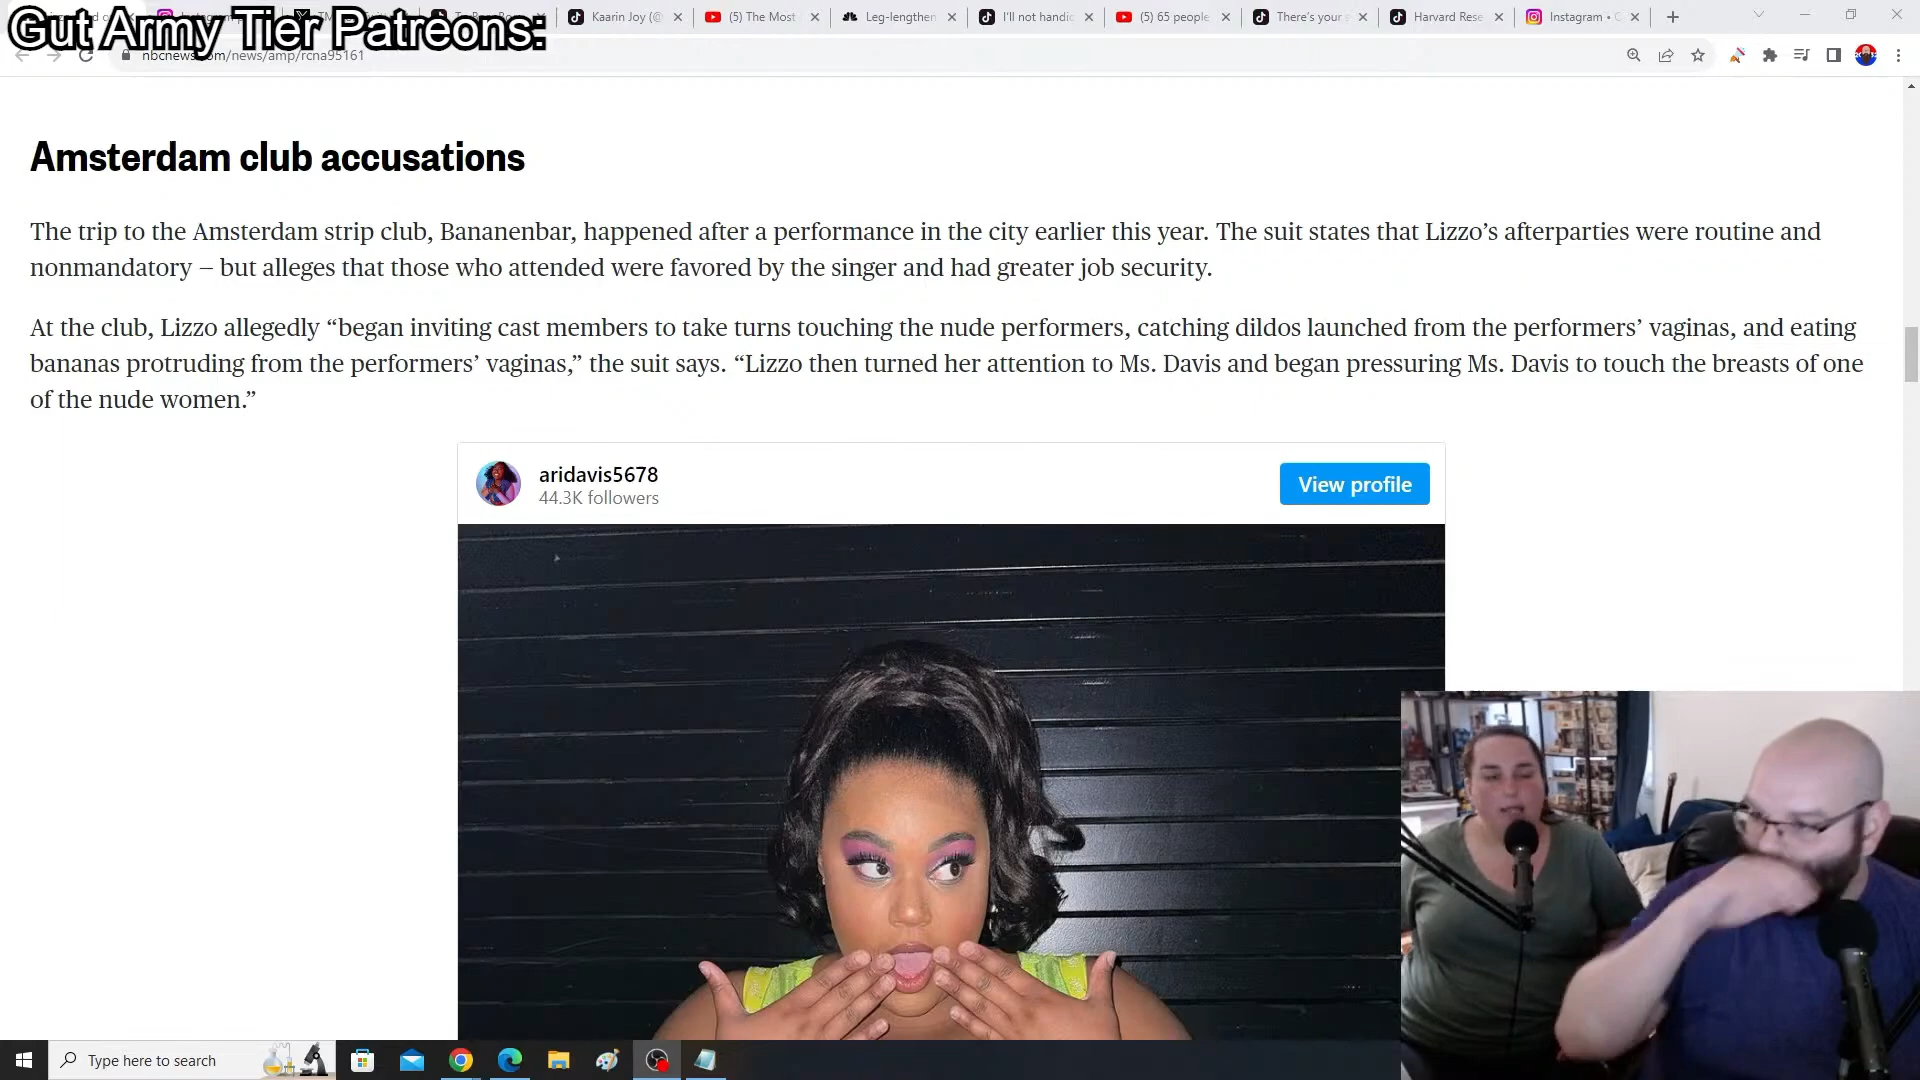 Gut Army Tier Patreons:
Kaarin Joy (@
(5) The Most
Leg-lengthen
I'll not handic
(5) 65 people
There's your s
Harvard Rese
Instagram • C
nbcnews.com/news/amp/rcna95161
Amsterdam club accusations
The trip to the Amsterdam strip club, Bananenbar, happened after a performance in the city earlier this year. The suit states that Lizzo’s afterparties were routine and
nonmandatory — but alleges that those who attended were favored by the singer and had greater job security.
At the club, Lizzo allegedly “began inviting cast members to take turns touching the nude performers, catching dildos launched from the performers’ vaginas, and eating
bananas protruding from the performers’ vaginas,” the suit says. “Lizzo then turned her attention to Ms. Davis and began pressuring Ms. Davis to touch the breasts of one
of the nude women.”
aridavis5678
44.3K followers
View profile
Type here to search